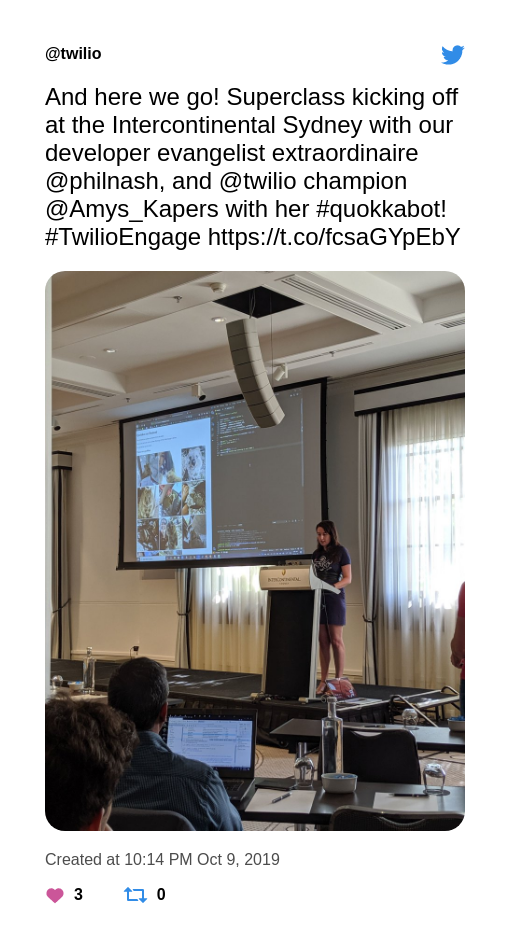 @twilio
And here we go! Superclass kicking off
at the Intercontinental Sydney with our
developer evangelist extraordinaire
@philnash, and @twilio champion
@Amys_Kapers with her #quokkabot!
#TwilioEngage https://t.co/fcsaGYpEbY
INTERCONTINENTAL
Created at 10:14 PM Oct 9, 2019
3
0